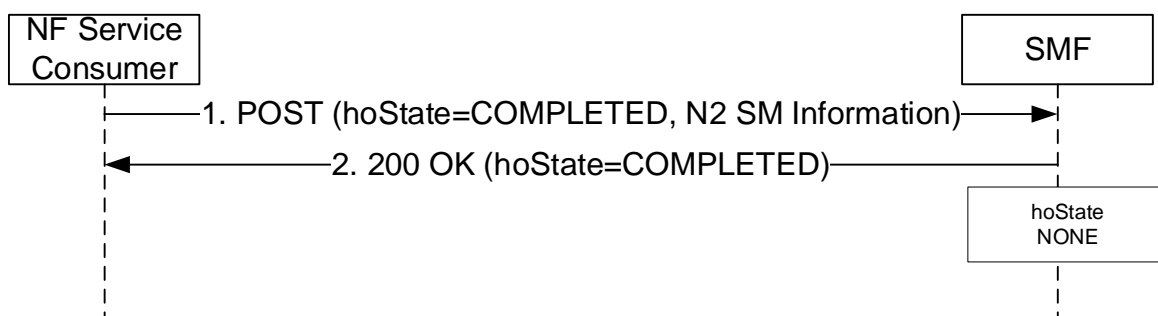 NF Service
Consumer
SMF
1. POST (hoState=COMPLETED, N2 SM Information)
2. 200 OK (hoState=COMPLETED)
hoState
NONE